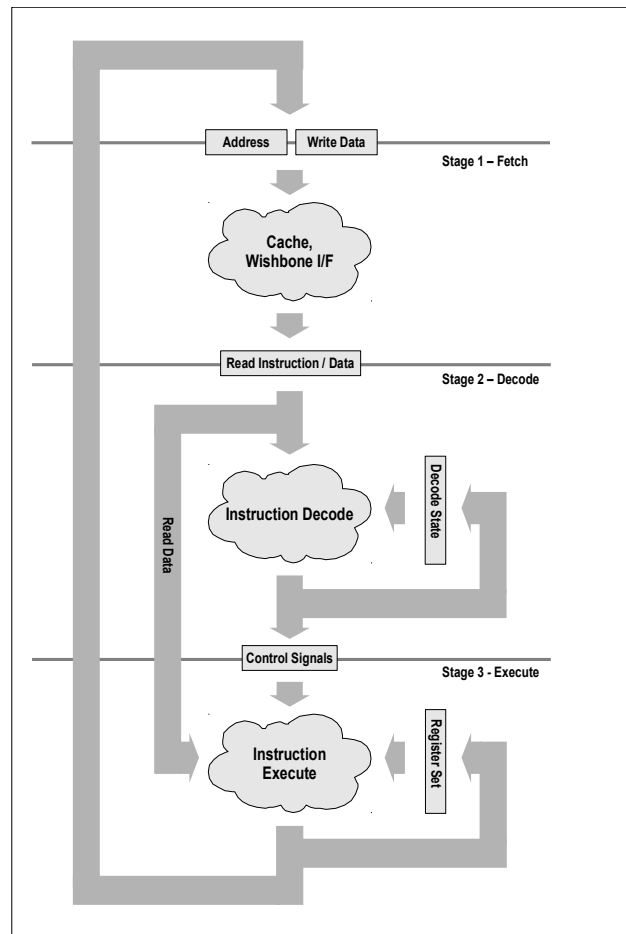 Address
Write Data
Stage 1 – Fetch
Cache,
Wishbone I/F
Read Instruction / Data
Stage 2 – Decode
Instruction Decode
Decode State
Read Data
Control Signals
Stage 3 - Execute
Instruction
Execute
Register Set